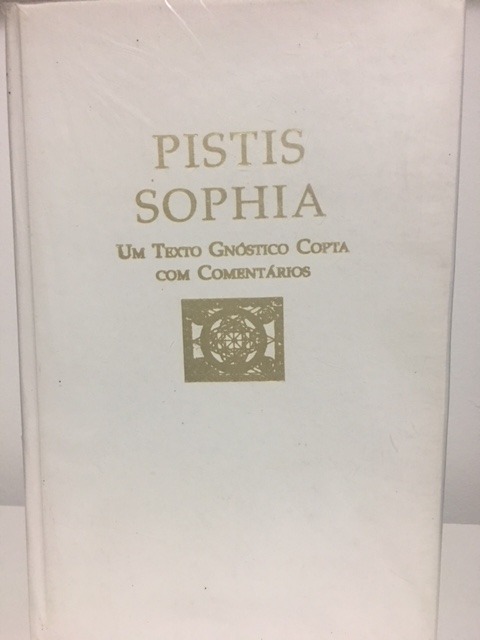 PISTIS
SOPHIA
UM TEXTO GNÓSTICO COPTA
COM COMENTÁRIOS